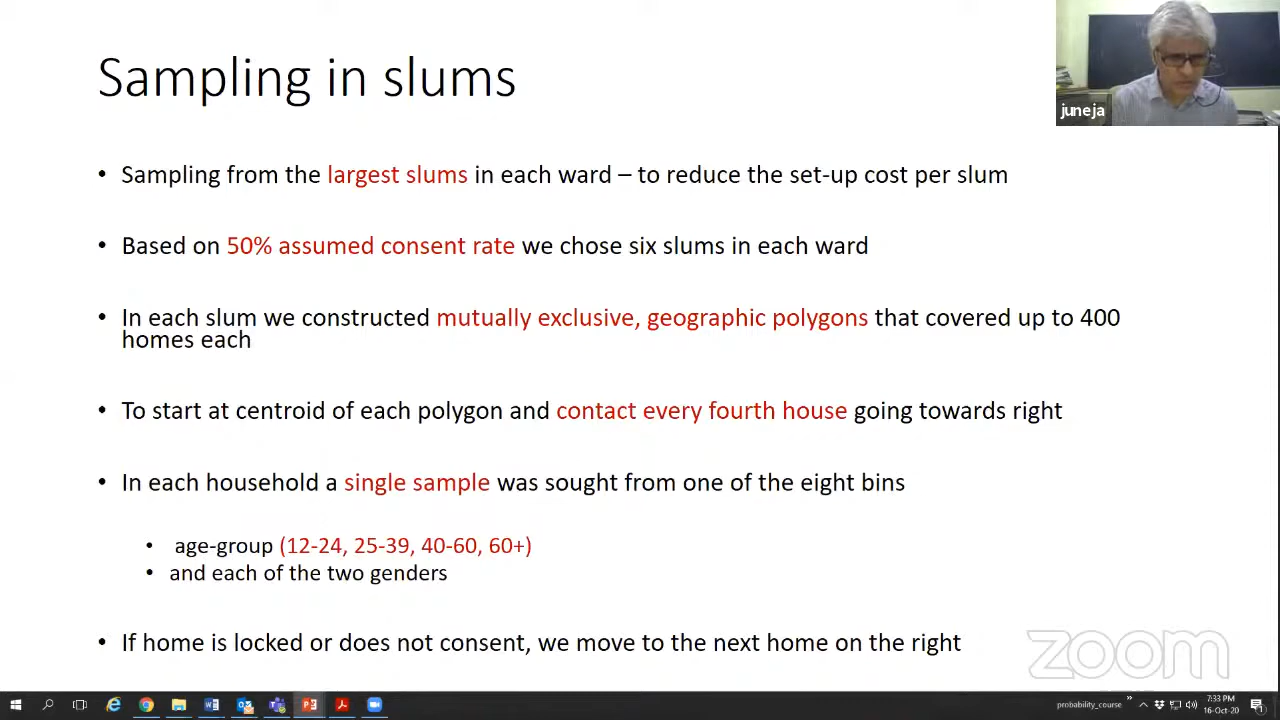 Sampling in slums
juneja
• Sampling from the largest slums in each ward – to reduce the set-up cost per slum
• Based on 50% assumed consent rate we chose six slums in each ward
• In each slum we constructed mutually exclusive, geographic polygons that covered up to 400
homes each
• To start at centroid of each polygon and contact every fourth house going towards right
• In each household a single sample was sought from one of the eight bins
• age-group (12-24, 25-39, 40-60, 60+)
• and each of the two genders
• If home is locked or does not consent, we move to the next home on the right
zoom
probability_course
7:33 PM
16-Oct-20